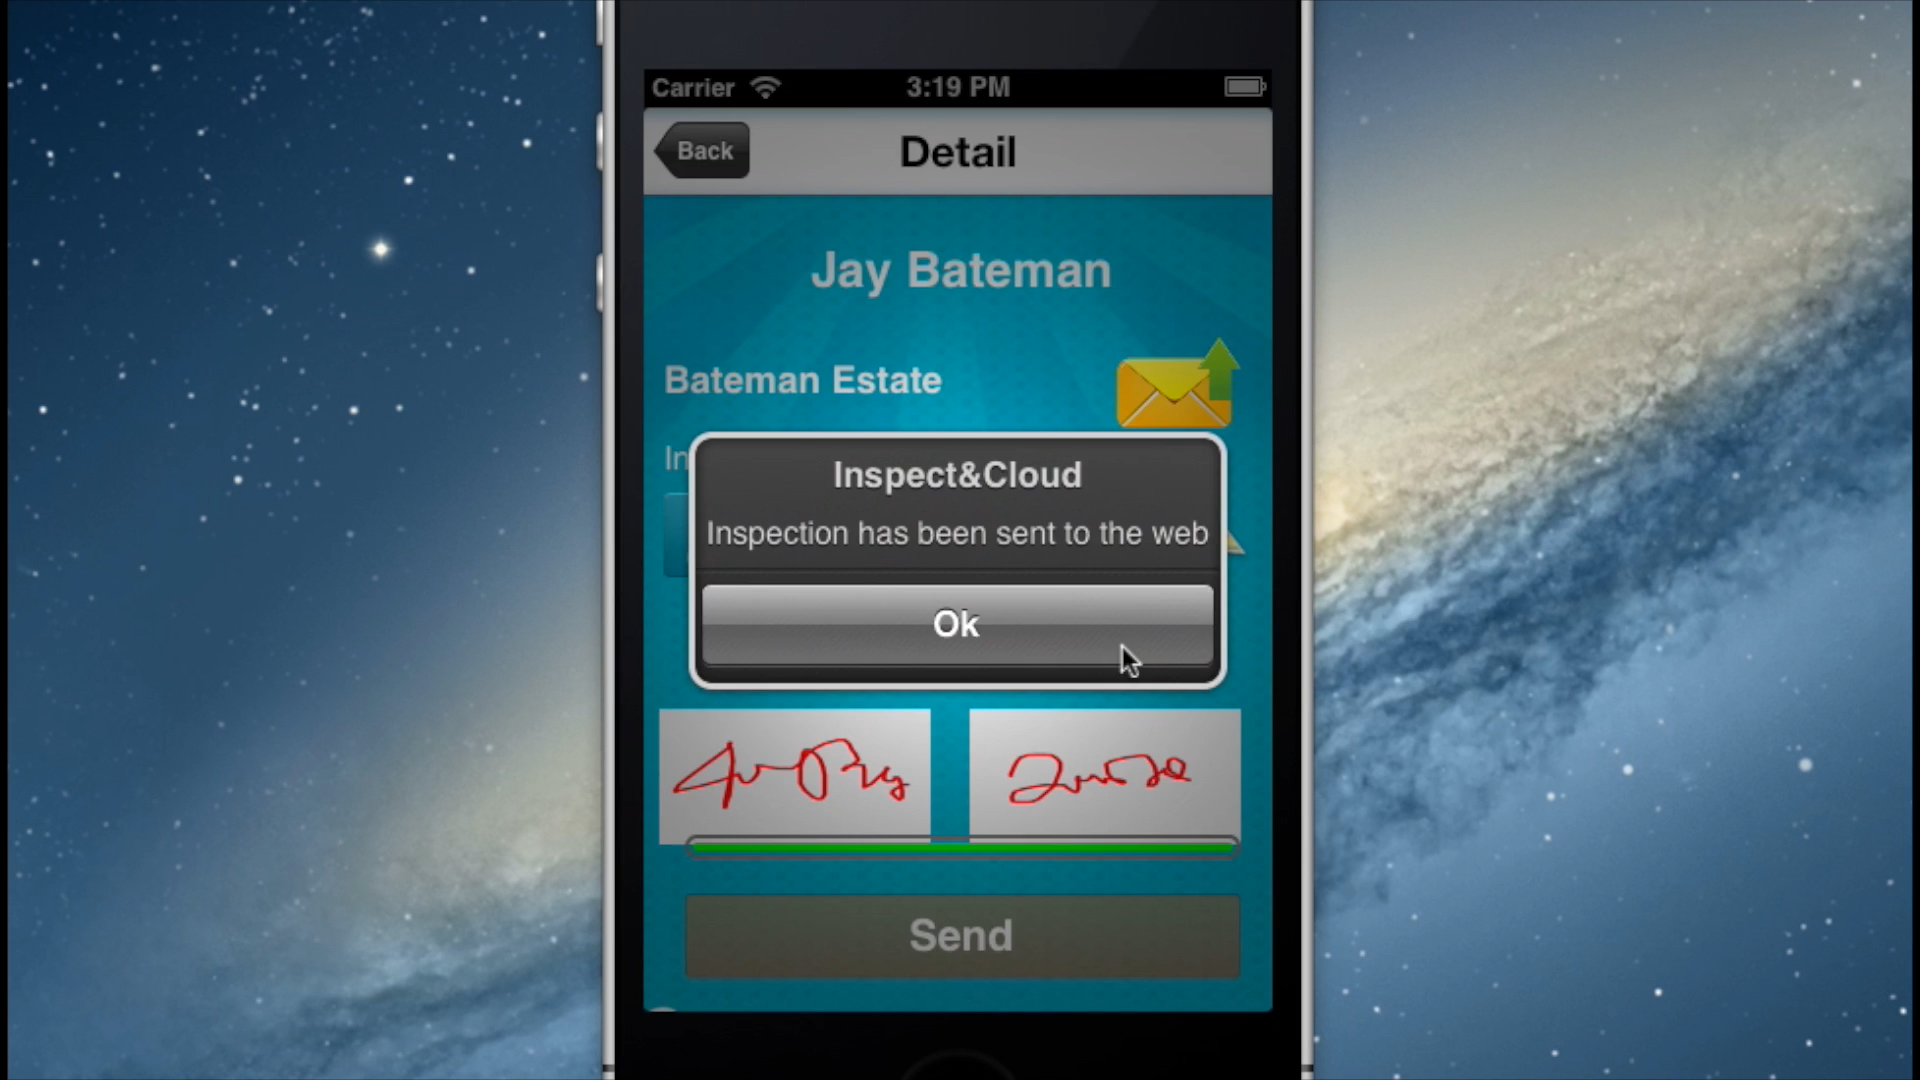 Carrier 3:19 PM
Back Detail
Jay Bateman
Bateman Estate
In
Inspect&Cloud
Inspection has been sent to the web
Ok
Send